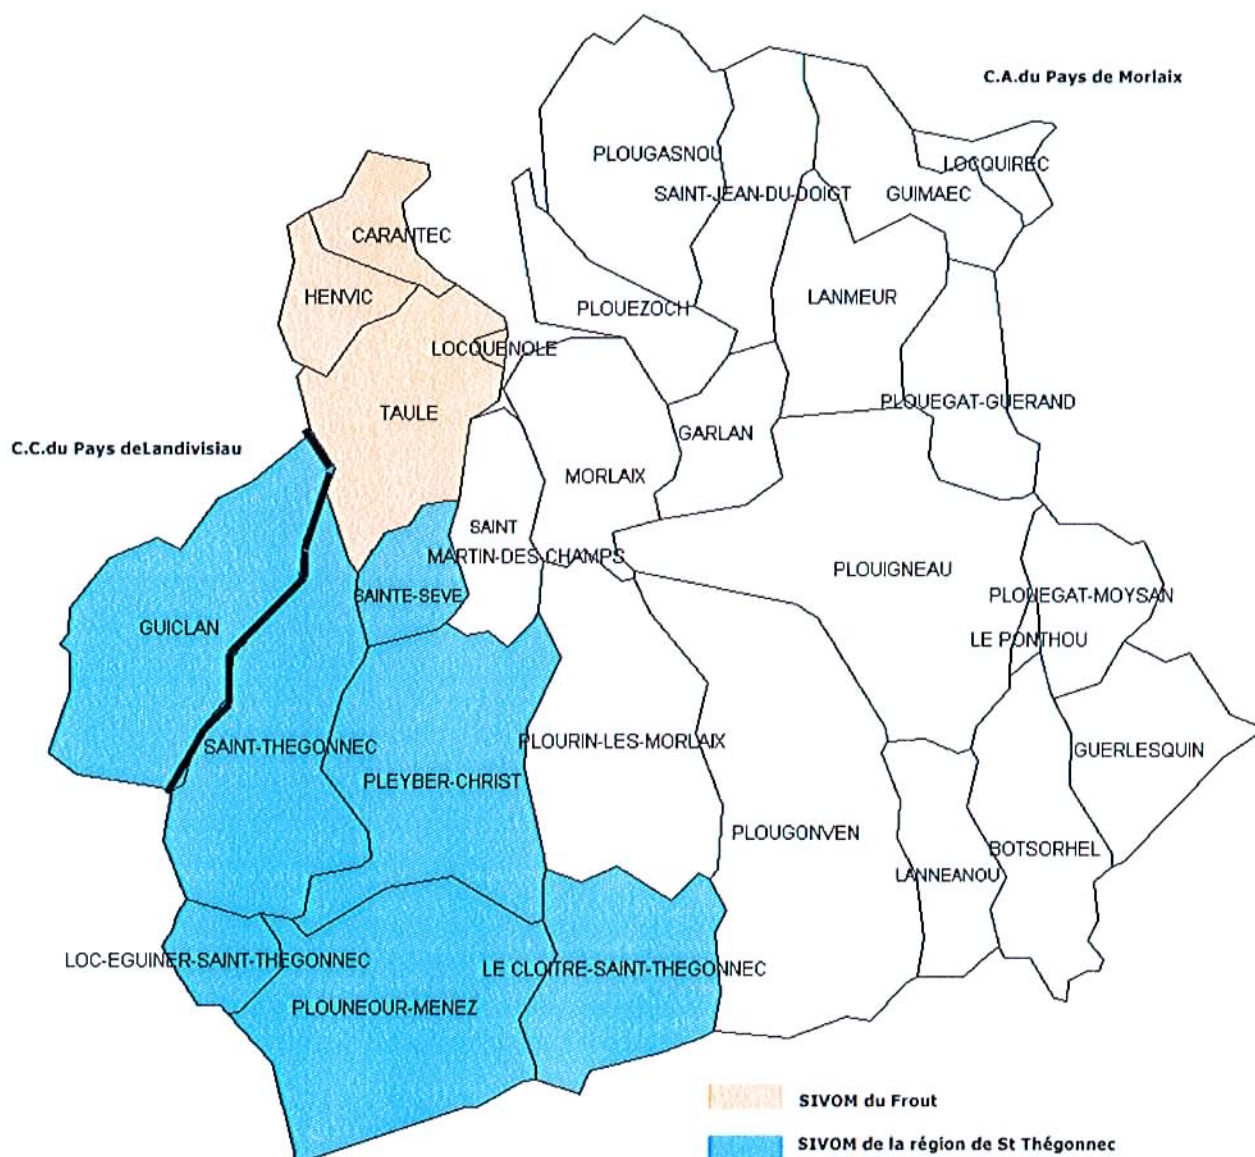 C.A.du Pays de Morlaix
PLOUGASNOU
LOCQUIREC
SAINT-JEAN-DU-DOIGT
GUIMAEC
CARANTEC
HENVIC
LANMEUR
PLOUEZOCH
LOCQUENOLE
PLOUEGAT-GUERAND
TAULE
GARLAN
C.C.du Pays deLandivisiau
MORLAIX
SAINT
MARTIN-DES-CHAMPS
PLOUIGNEAU
SAINTE-SEVE
PLOUEGAT-MOYSAN
GUICLAN
LE PONTHOU
SAINT-THEGONNEC
PLOURIN-LES-MORLAIX
GUERLESQUIN
PLEYBER-CHRIST
PLOUGONVEN
BOTSORHEL
LANNEANOU
LOC-EGUINER-SAINT-THEGONNEC
LE CLOITRE-SAINT-THEGONNEC
PLOUNEOUR-MENEZ
SIVOM du Frout
SIVOM de la région de St Thégonnec